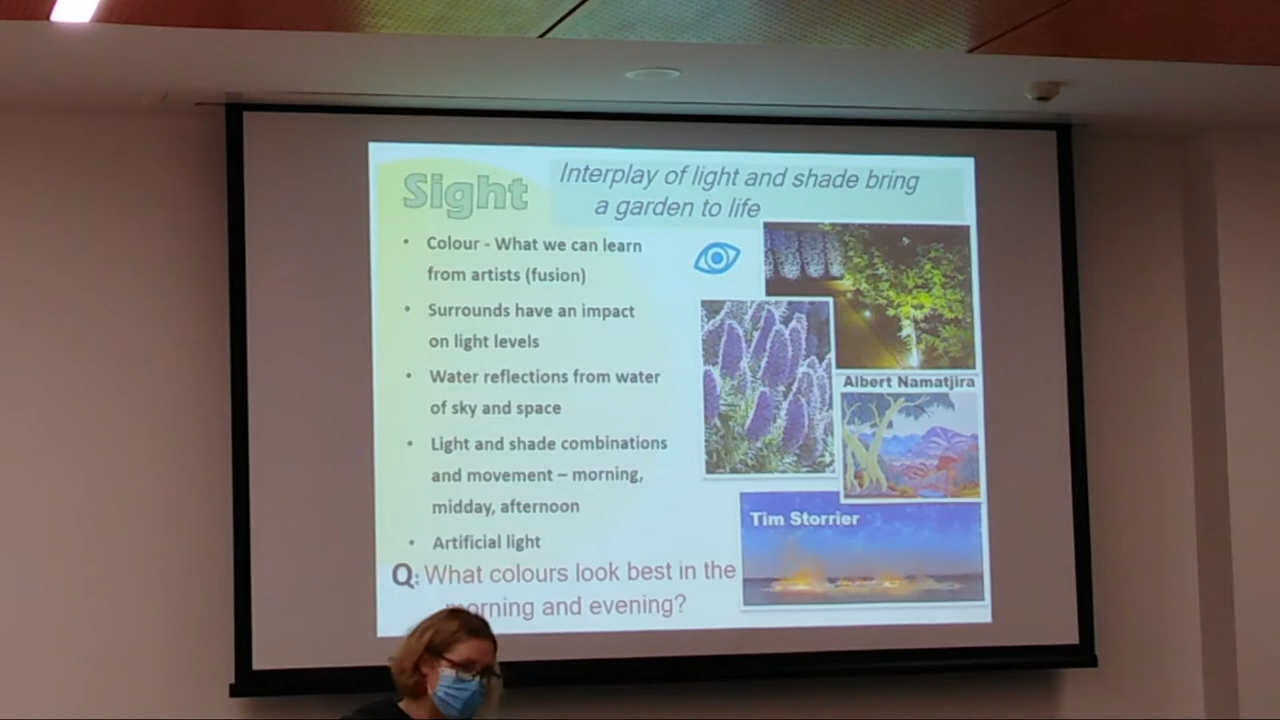 Sight
Interplay of light and shade bring
a garden to life
• Colour - What we can learn
from artists (fusion)
• Surrounds have an impact
on light levels
• Water reflections from water
of sky and space
• Light and shade combinations
and movement – morning,
midday, afternoon
• Artificial light
Q: What colours look best in the
morning and evening?
Albert Namatjira
Tim Storrier